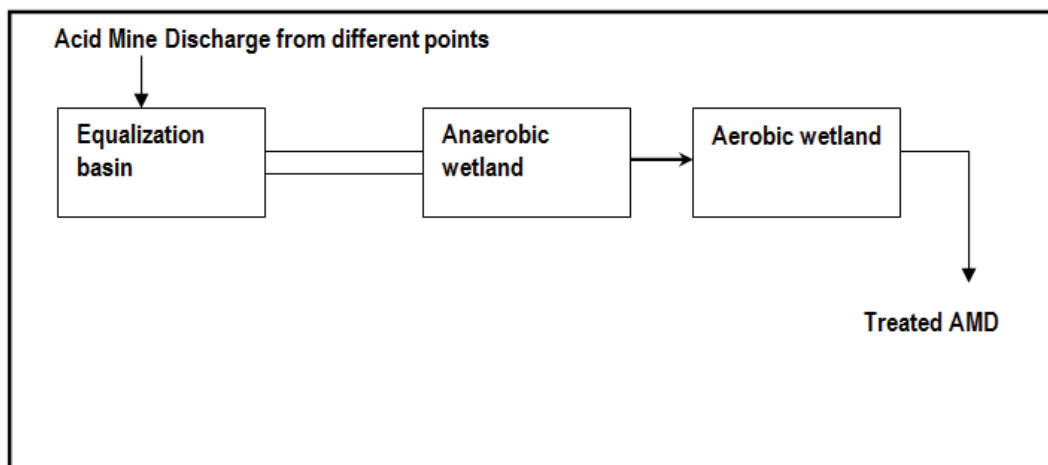 Acid Mine Discharge from different points
Equalization
basin
Anaerobic
wetland
Aerobic wetland
Treated AMD